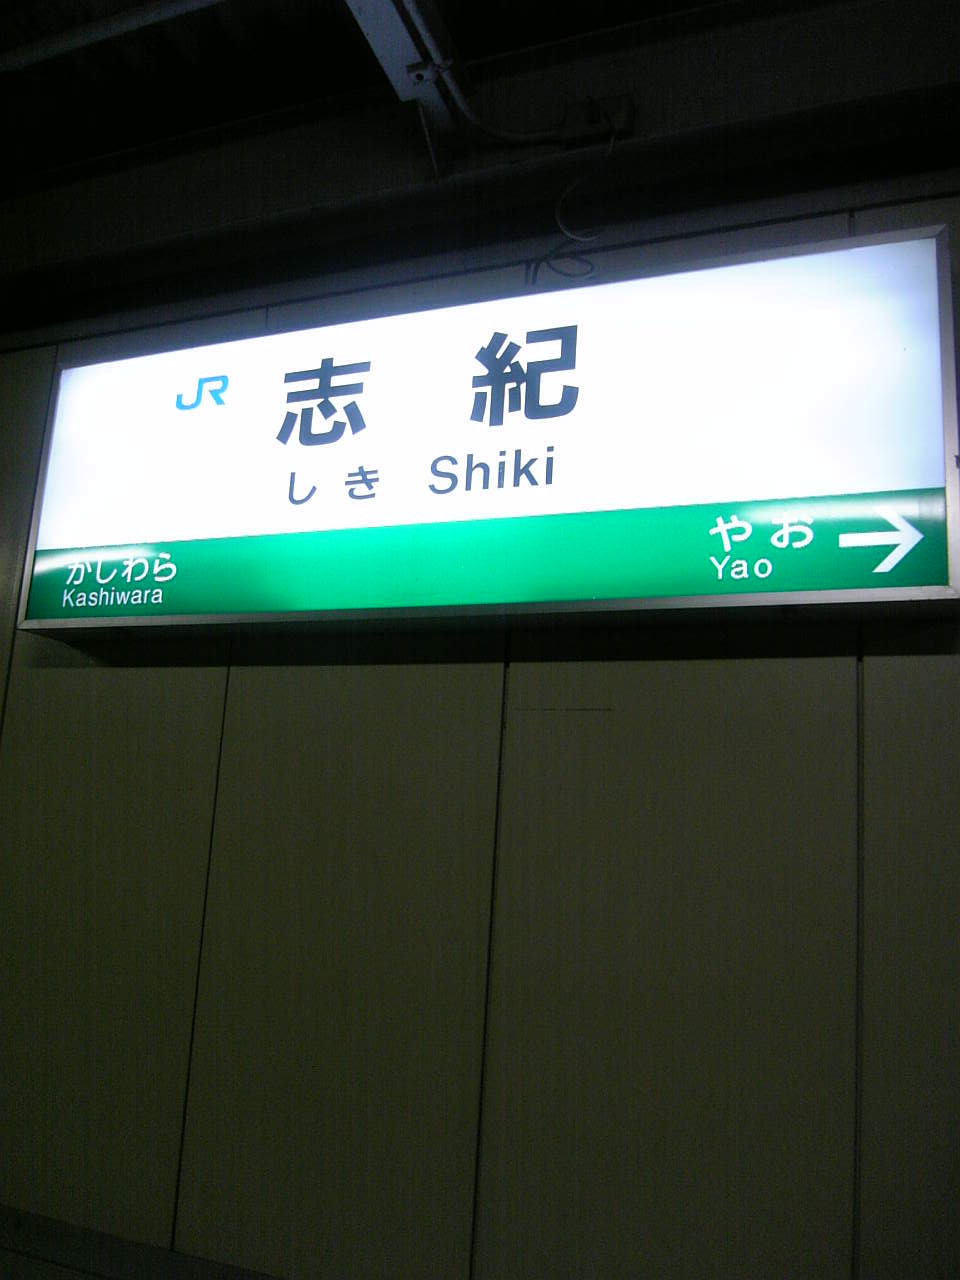 JR 志紀
しき Shiki
かしわら
Kashiwara
やお →
Yao